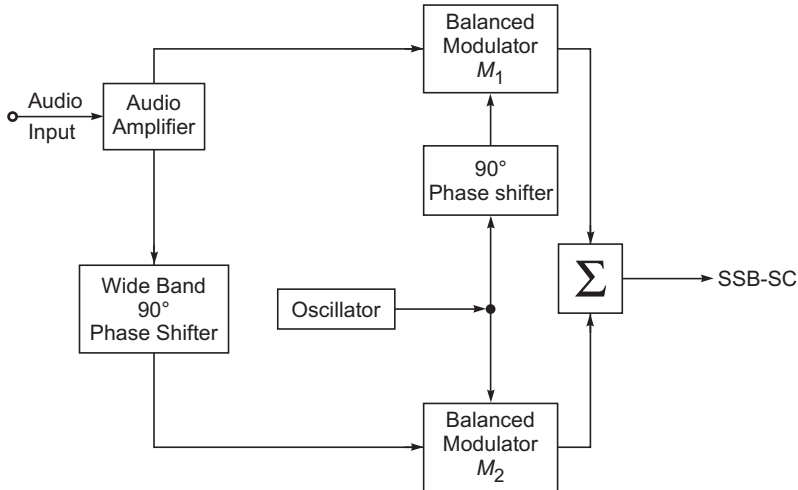 Audio
Input
Audio
Amplifier
Balanced
Modulator
M1
90°
Phase shifter
Wide Band
90°
Phase Shifter
Oscillator
Σ
SSB-SC
Balanced
Modulator
M2